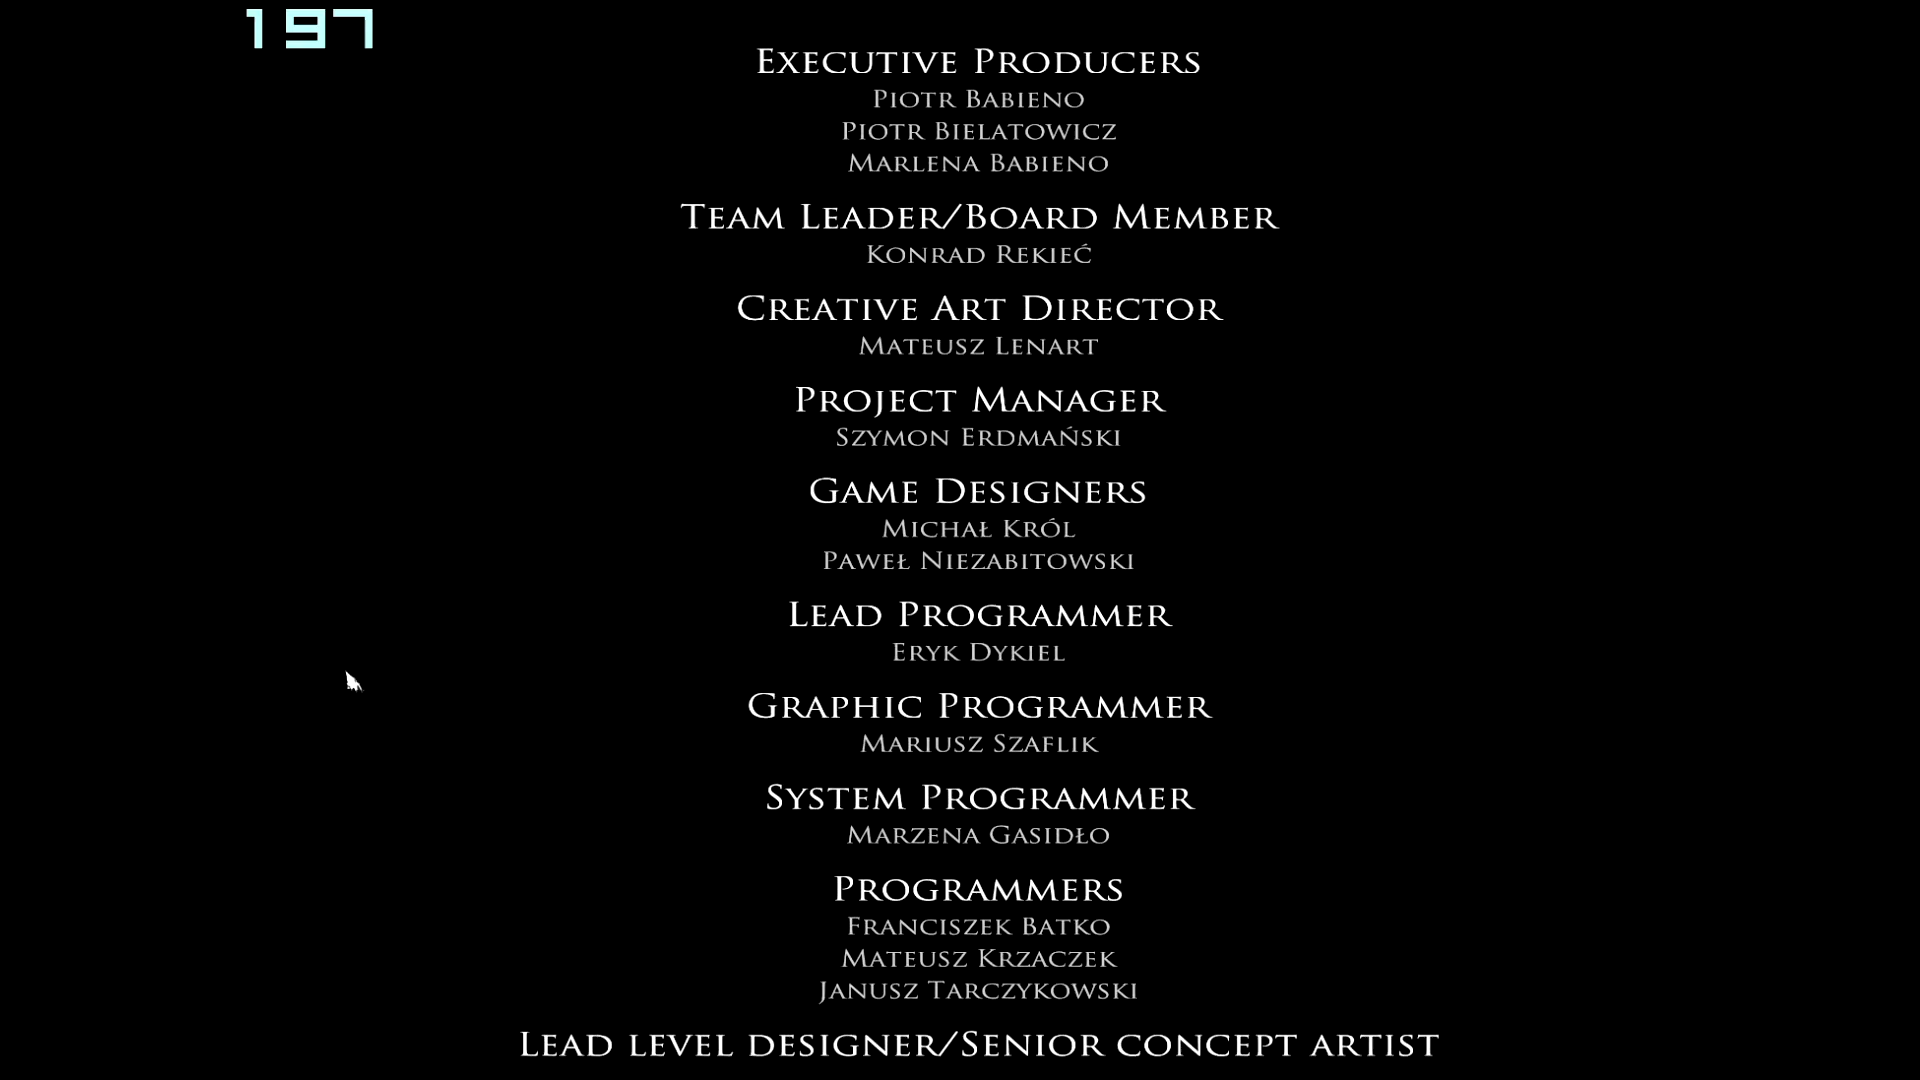 197
Executive Producers
Piotr Babieno
Piotr Bielatowicz
Marlena Babieno
Team Leader/Board Member
Konrad Rekieć
Creative Art Director
Mateusz Lenart
Project Manager
Szymon Erdmański
Game Designers
Michał Król
Paweł Niezabitowski
Lead Programmer
Eryk Dykiel
Graphic Programmer
Mariusz Szaflik
System Programmer
Marzena Gasidło
Programmers
Franciszek Batko
Mateusz Krzaczek
Janusz Tarczykowski
Lead level designer/Senior concept artist